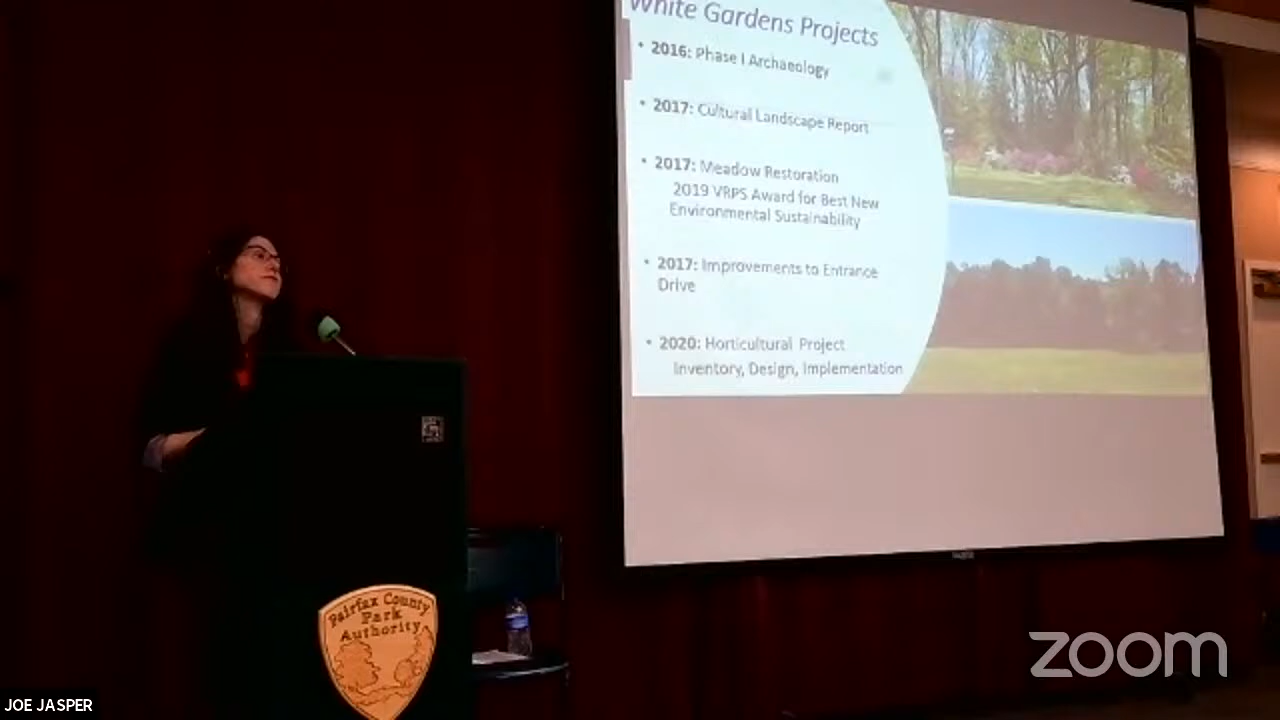 White Gardens Projects
• 2016: Phase I Archaeology
• 2017: Cultural Landscape Report
• 2017: Meadow Restoration
2019 VRPS Award for Best New
Environmental Sustainability
• 2017: Improvements to Entrance
Drive
• 2020: Horticultural Project
Inventory, Design, Implementation
Fairfax County
Park
Authority
zoom
JOE JASPER